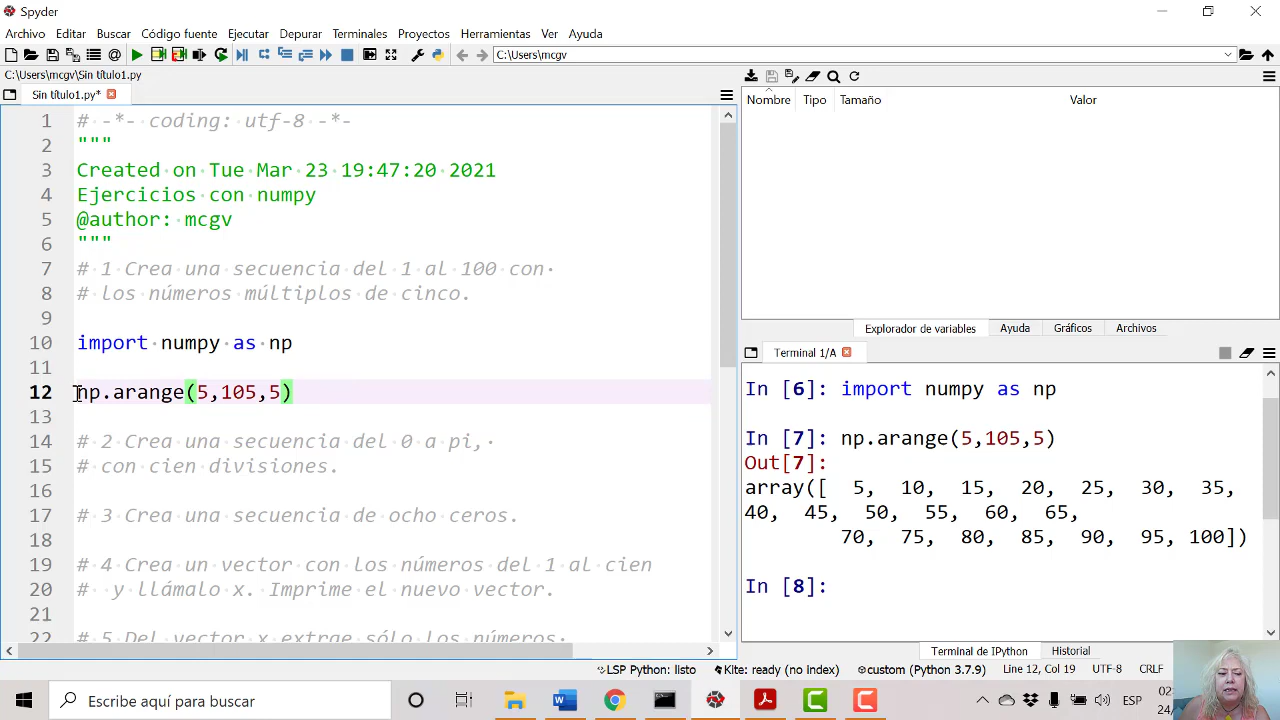 Spyder
Archivo Editar Buscar Código fuente Ejecutar Depurar Terminales Proyectos Herramientas Ver Ayuda
C:\Users\mcgv
C:\Users\mcgv\Sin título1.py
Sin título1.py*
1 # -*- coding: utf-8 -*-
2 """
3 Created on Tue Mar 23 19:47:20 2021
4 Ejercicios con numpy
5 @author: mcgv
6 """
7 # 1 Crea una secuencia del 1 al 100 con
8 # los números múltiplos de cinco.
9
10 import numpy as np
11
12 np.arange(5,105,5)
13
14 # 2 Crea una secuencia del 0 a pi,
15 # con cien divisiones.
16
17 # 3 Crea una secuencia de ocho ceros.
18
19 # 4 Crea un vector con los números del 1 al cien
20 # y llámalo x. Imprime el nuevo vector.
21
22 # 5 Del vector x extrae sólo los números
Nombre Tipo Tamaño Valor
Explorador de variables Ayuda Gráficos Archivos
Terminal 1/A
In [6]: import numpy as np
In [7]: np.arange(5,105,5)
Out[7]:
array([ 5, 10, 15, 20, 25, 30, 35,
40, 45, 50, 55, 60, 65,
70, 75, 80, 85, 90, 95, 100])
In [8]:
Terminal de IPython Historial
LSP Python: listo Kite: ready (no index) custom (Python 3.7.9) Line 12, Col 19 UTF-8 CRLF
Escribe aquí para buscar
ESP
02
24/